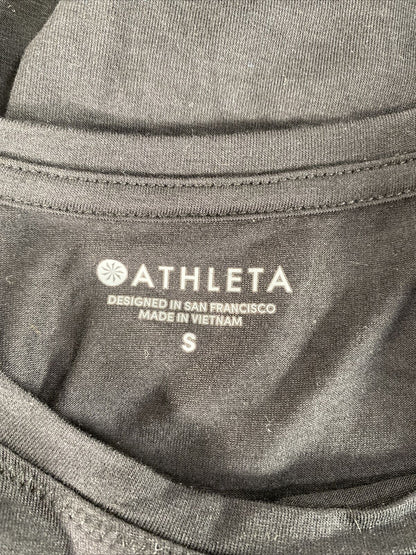 ATHLETA
DESIGNED IN SAN FRANCISCO
MADE IN VIETNAM
S